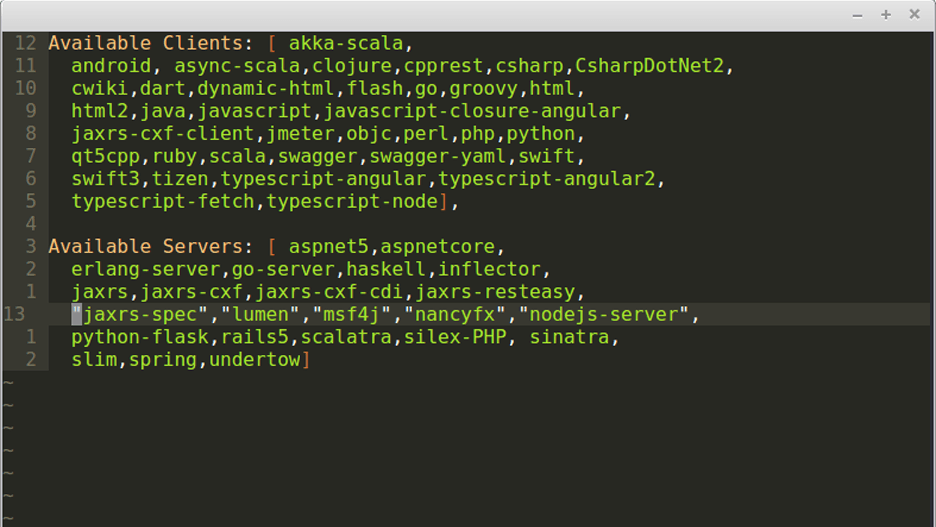 12 Available Clients: [ akka-scala,
11   android, async-scala,clojure,cpprest,csharp,CsharpDotNet2,
10   cwiki,dart,dynamic-html,flash,go,groovy,html,
9   html2,java,javascript,javascript-closure-angular,
8   jaxrs-cxf-client,jmeter,objc,perl,php,python,
7   qt5cpp,ruby,scala,swagger,swagger-yaml,swift,
6   swift3,tizen,typescript-angular,typescript-angular2,
5   typescript-fetch,typescript-node],
4
3 Available Servers: [ aspnet5,aspnetcore,
2   erlang-server,go-server,haskell,inflector,
1   jaxrs,jaxrs-cxf,jaxrs-cxf-cdi,jaxrs-resteasy,
13   "jaxrs-spec","lumen","msf4j","nancyfx","nodejs-server",
1   python-flask,rails5,scalatra,silex-PHP, sinatra,
2   slim,spring,undertow]
~
~
~
~
~
~
~